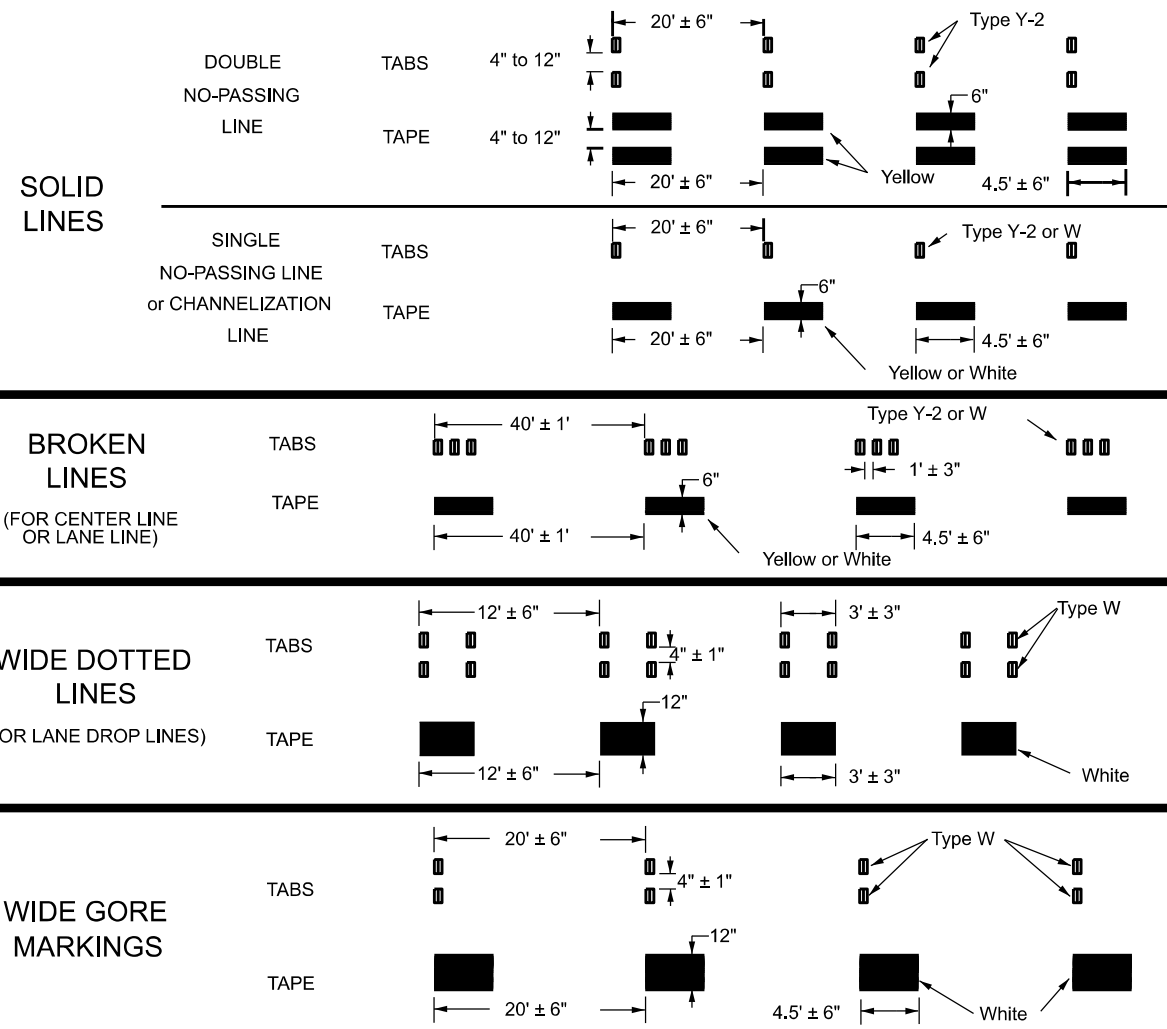 SOLID
LINES
DOUBLE
NO-PASSING
LINE
TABS
4" to 12"
20' ± 6"
Type Y-2
TAPE
4" to 12"
6"
20' ± 6"
Yellow
4.5' ± 6"
SINGLE
NO-PASSING LINE
or CHANNELIZATION
LINE
TABS
20' ± 6"
Type Y-2 or W
TAPE
6"
20' ± 6"
4.5' ± 6"
Yellow or White
BROKEN
LINES
(FOR CENTER LINE
OR LANE LINE)
TABS
40' ± 1'
Type Y-2 or W
1' ± 3"
TAPE
6"
40' ± 1'
4.5' ± 6"
Yellow or White
WIDE DOTTED
LINES
OR LANE DROP LINES)
TABS
12' ± 6"
3' ± 3"
Type W
4" ± 1"
TAPE
12"
12' ± 6"
3' ± 3"
White
WIDE GORE
MARKINGS
TABS
20' ± 6"
Type W
4" ± 1"
TAPE
12"
20' ± 6"
4.5' ± 6"
White